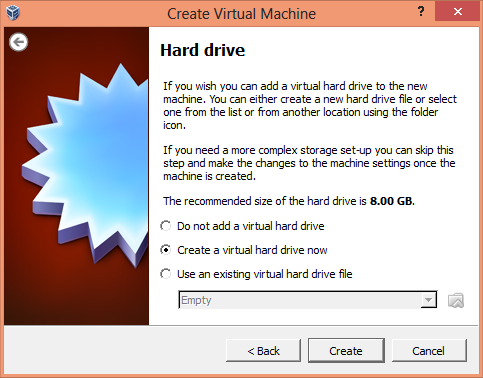 Create Virtual Machine
?
Hard drive
If you wish you can add a virtual hard drive to the new
machine. You can either create a new hard drive file or select
one from the list or from another location using the folder
icon.
If you need a more complex storage set-up you can skip this
step and make the changes to the machine settings once the
machine is created.
The recommended size of the hard drive is 8.00 GB.
Do not add a virtual hard drive
Create a virtual hard drive now
Use an existing virtual hard drive file
Empty
< Back
Create
Cancel